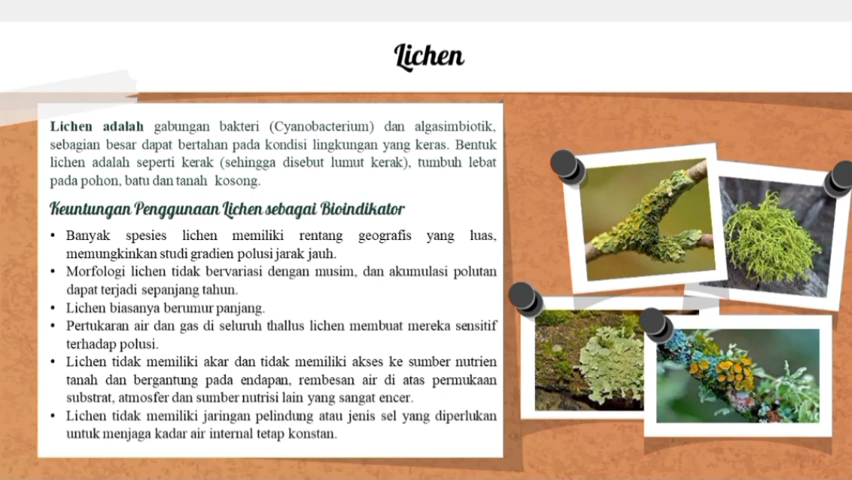 Lichen
Lichen adalah gabungan bakteri (Cyanobacterium) dan algasimbiotik,
sebagian besar dapat bertahan pada kondisi lingkungan yang keras. Bentuk
lichen adalah seperti kerak (sehingga disebut lumut kerak), tumbuh lebat
pada pohon, batu dan tanah kosong.
Keuntungan Penggunaan Lichen sebagai Bioindikator
• Banyak spesies lichen memiliki rentang geografis yang luas,
memungkinkan studi gradien polusi jarak jauh.
• Morfologi lichen tidak bervariasi dengan musim, dan akumulasi polutan
dapat terjadi sepanjang tahun.
• Lichen biasanya berumur panjang.
• Pertukaran air dan gas di seluruh thallus lichen membuat mereka sensitif
terhadap polusi.
• Lichen tidak memiliki akar dan tidak memiliki akses ke sumber nutrien
tanah dan bergantung pada endapan, rembesan air di atas permukaan
substrat, atmosfer dan sumber nutrisi lain yang sangat encer.
• Lichen tidak memiliki jaringan pelindung atau jenis sel yang diperlukan
untuk menjaga kadar air internal tetap konstan.